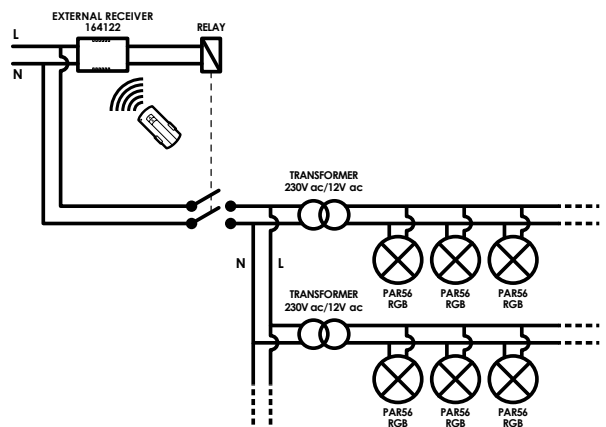 EXTERNAL RECEIVER
164122
RELAY
L
N
TRANSFORMER
230V ac/12V ac
PAR56
RGB
PAR56
RGB
PAR56
RGB
N
L
TRANSFORMER
230V ac/12V ac
PAR56
RGB
PAR56
RGB
PAR56
RGB